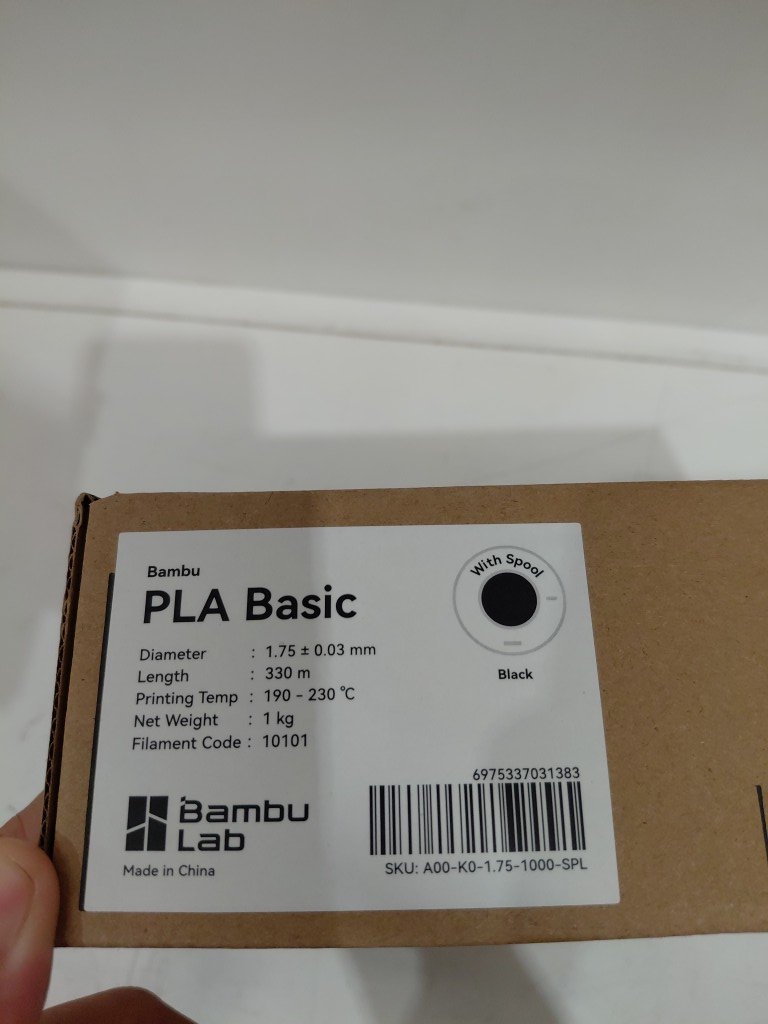 Bambu
PLA Basic
With Spool
Black
Diameter : 1.75 ± 0.03 mm
Length : 330 m
Printing Temp : 190 - 230 °C
Net Weight : 1 kg
Filament Code : 10101
6975337031383
SKU: A00-K0-1.75-1000-SPL
Bambu
Lab
Made in China